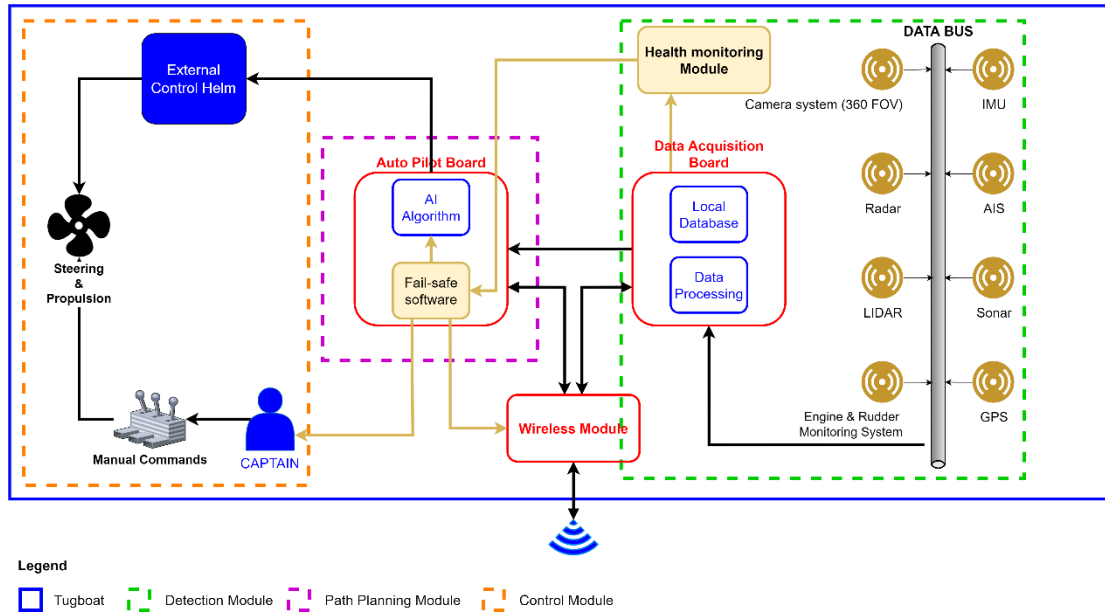 External
Control Helm
Steering
&
Propulsion
Manual Commands
CAPTAIN
Auto Pilot Board
AI
Algorithm
Fail-safe
software
Wireless Module
Health monitoring
Module
Data Acquisition
Board
Local
Database
Data
Processing
DATA BUS
Camera system (360 FOV)
IMU
Radar
AIS
LIDAR
Sonar
Engine & Rudder
Monitoring System
GPS
Legend
Tugboat
Detection Module
Path Planning Module
Control Module